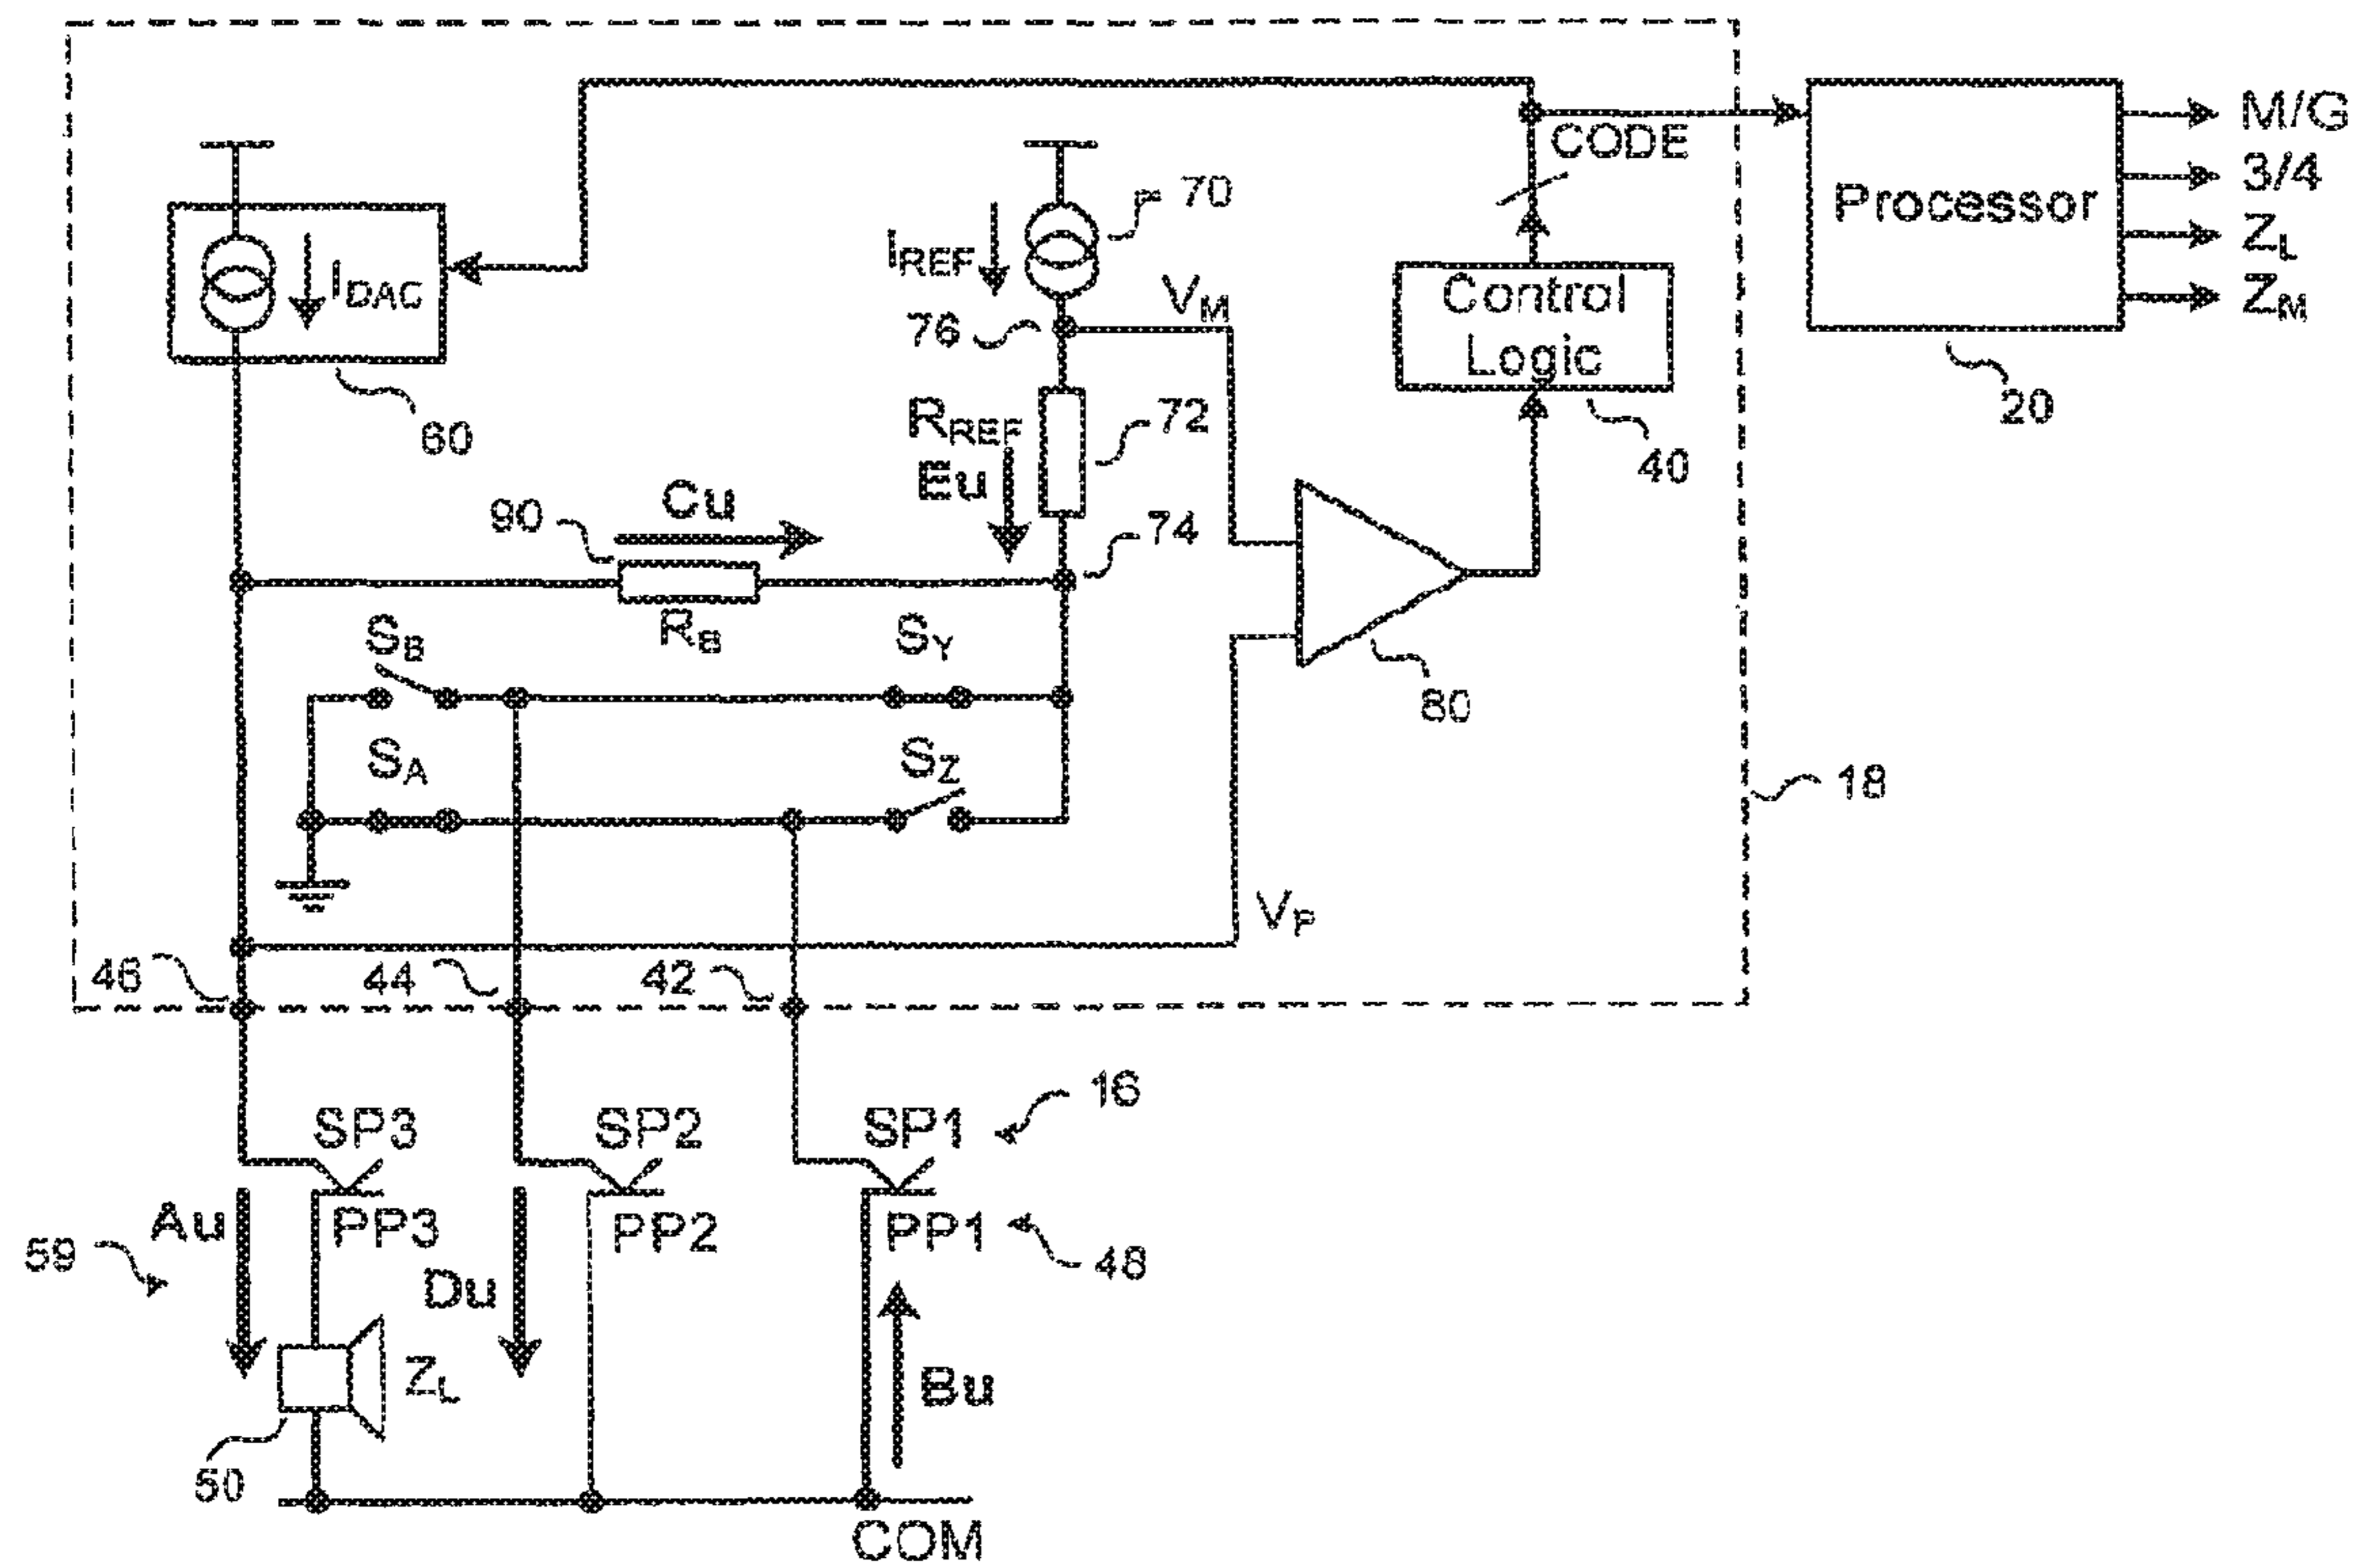 CODE
Processor
M/G
3/4
ZL
ZM
20
IDAC
60
IREF
70
76
VM
Control
Logic
40
RREF
72
Eu
74
90
Cu
RB
80
SB
SY
SA
SZ
18
VP
46
44
42
SP3
SP2
SP1
16
PP3
PP2
PP1
48
59
Au
Du
Bu
ZL
50
COM